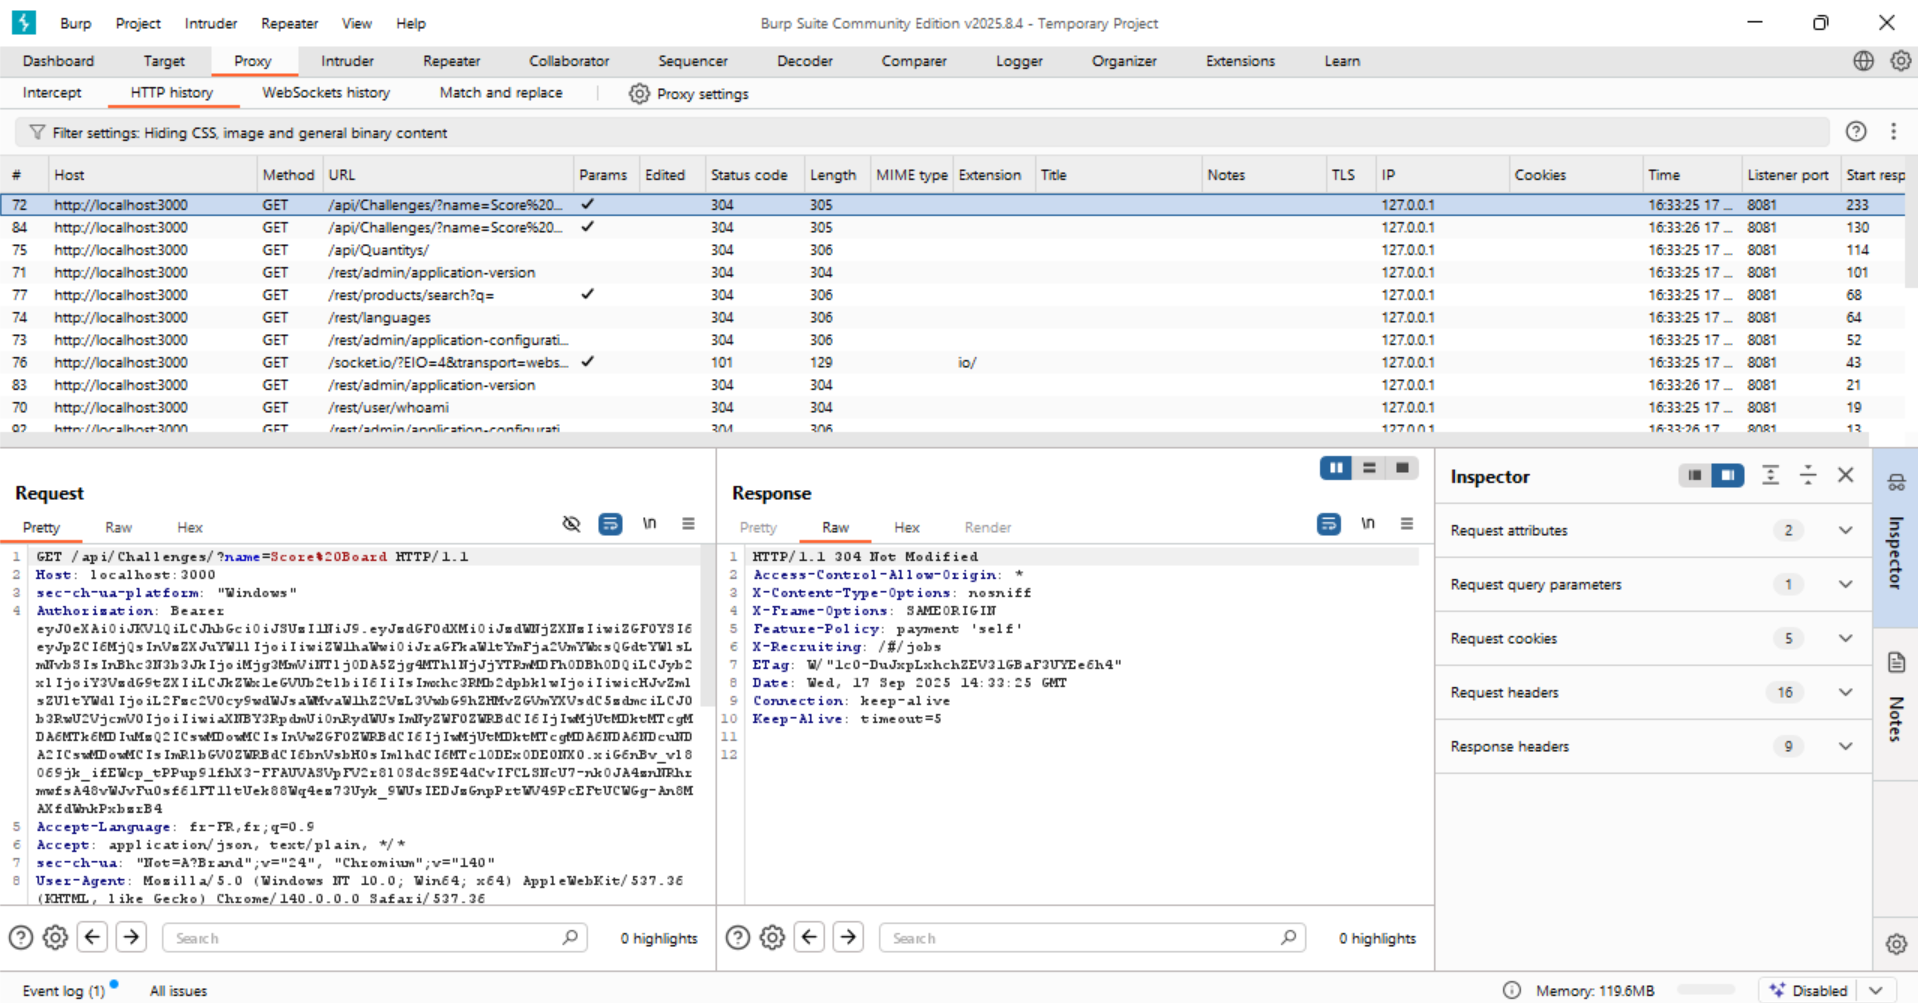 Burp Project Intruder Repeater View Help
Burp Suite Community Edition v2025.8.4 - Temporary Project
Dashboard Target Proxy Intruder Repeater Collaborator Sequencer Decoder Comparer Logger Organizer Extensions Learn
Intercept HTTP history WebSockets history Match and replace Proxy settings
Filter settings: Hiding CSS, image and general binary content
# Host Method URL Params Edited Status code Length MIME type Extension Title Notes TLS IP Cookies Time Listener port Start resp
72 http://localhost:3000 GET /api/Challenges/?name=Score%20... ✓ 304 305 127.0.0.1 16:33:25 17 ... 8081 233
84 http://localhost:3000 GET /api/Challenges/?name=Score%20... ✓ 304 305 127.0.0.1 16:33:26 17 ... 8081 130
75 http://localhost:3000 GET /api/Quantitys/ 304 306 127.0.0.1 16:33:25 17 ... 8081 114
71 http://localhost:3000 GET /rest/admin/application-version 304 304 127.0.0.1 16:33:25 17 ... 8081 101
77 http://localhost:3000 GET /rest/products/search?q= ✓ 304 306 127.0.0.1 16:33:25 17 ... 8081 68
74 http://localhost:3000 GET /rest/languages 304 306 127.0.0.1 16:33:25 17 ... 8081 64
73 http://localhost:3000 GET /rest/admin/application-configurati... 304 306 127.0.0.1 16:33:25 17 ... 8081 52
76 http://localhost:3000 GET /socket.io/?EIO=4&transport=webs... ✓ 101 129 io/ 127.0.0.1 16:33:25 17 ... 8081 43
83 http://localhost:3000 GET /rest/admin/application-version 304 304 127.0.0.1 16:33:26 17 ... 8081 21
70 http://localhost:3000 GET /rest/user/whoami 304 304 127.0.0.1 16:33:25 17 ... 8081 19
http://localhost:3000 GET /rest/admin/application-configurati 304 306 127.0.0.1 16:33:26 17 8081 13
Request
Pretty Raw Hex \n
1 GET /api/Challenges/?name=Score%20Board HTTP/1.1
2 Host: localhost:3000
3 sec-ch-ua-platform: "Windows"
4 Authorization: Bearer
5 Accept-Language: fr-FR,fr;q=0.9
6 Accept: application/json, text/plain, */*
7 sec-ch-ua: "Not=A?Brand";v="24", "Chromium";v="140"
8 User-Agent: Mozilla/5.0 (Windows NT 10.0; Win64; x64) AppleWebKit/537.36
(KHTML, like Gecko) Chrome/140.0.0.0 Safari/537.36
Search 0 highlights
Response
Pretty Raw Hex Render \n
1 HTTP/1.1 304 Not Modified
2 Access-Control-Allow-Origin: *
3 X-Content-Type-Options: nosniff
4 X-Frame-Options: SAMEORIGIN
5 Feature-Policy: payment 'self'
6 X-Recruiting: /#/jobs
7 ETag:
8 Date: Wed, 17 Sep 2025 14:33:25 GMT
9 Connection: keep-alive
10 Keep-Alive: timeout=5
11
12
Search 0 highlights
Inspector
Request attributes 2
Request query parameters 1
Request cookies 5
Request headers 16
Response headers 9
Inspector
Notes
Event log (1) All issues
Memory: 119.6MB Disabled